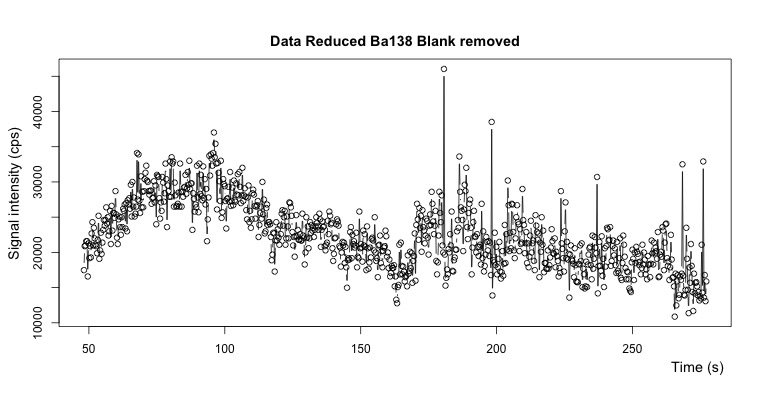 Data Reduced Ba138 Blank removed
Signal intensity (cps)
40000
30000
20000
10000
50 100 150 200 250
Time (s)